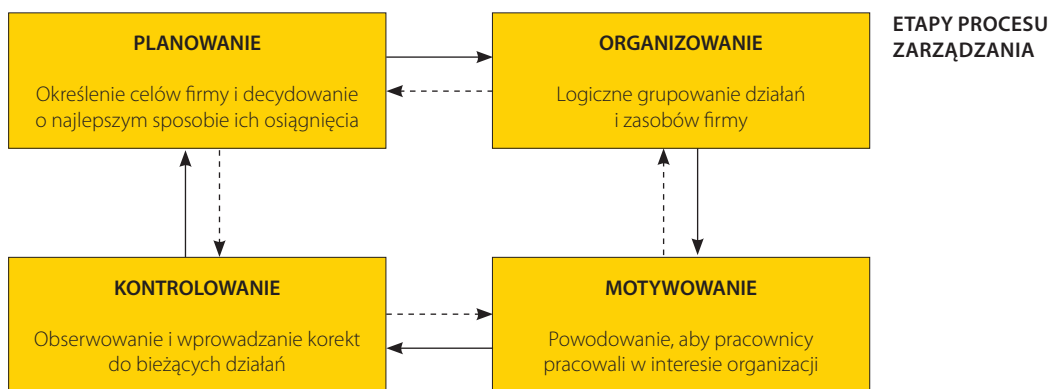 PLANOWANIE
Określenie celów firmy i decydowanie
o najlepszym sposobie ich osiągnięcia
ORGANIZOWANIE
Logiczne grupowanie działań
i zasobów firmy
ETAPY PROCESU
ZARZĄDZANIA
KONTROLOWANIE
Obserwowanie i wprowadzanie korekt
do bieżących działań
MOTYWOWANIE
Powodowanie, aby pracownicy
pracowali w interesie organizacji